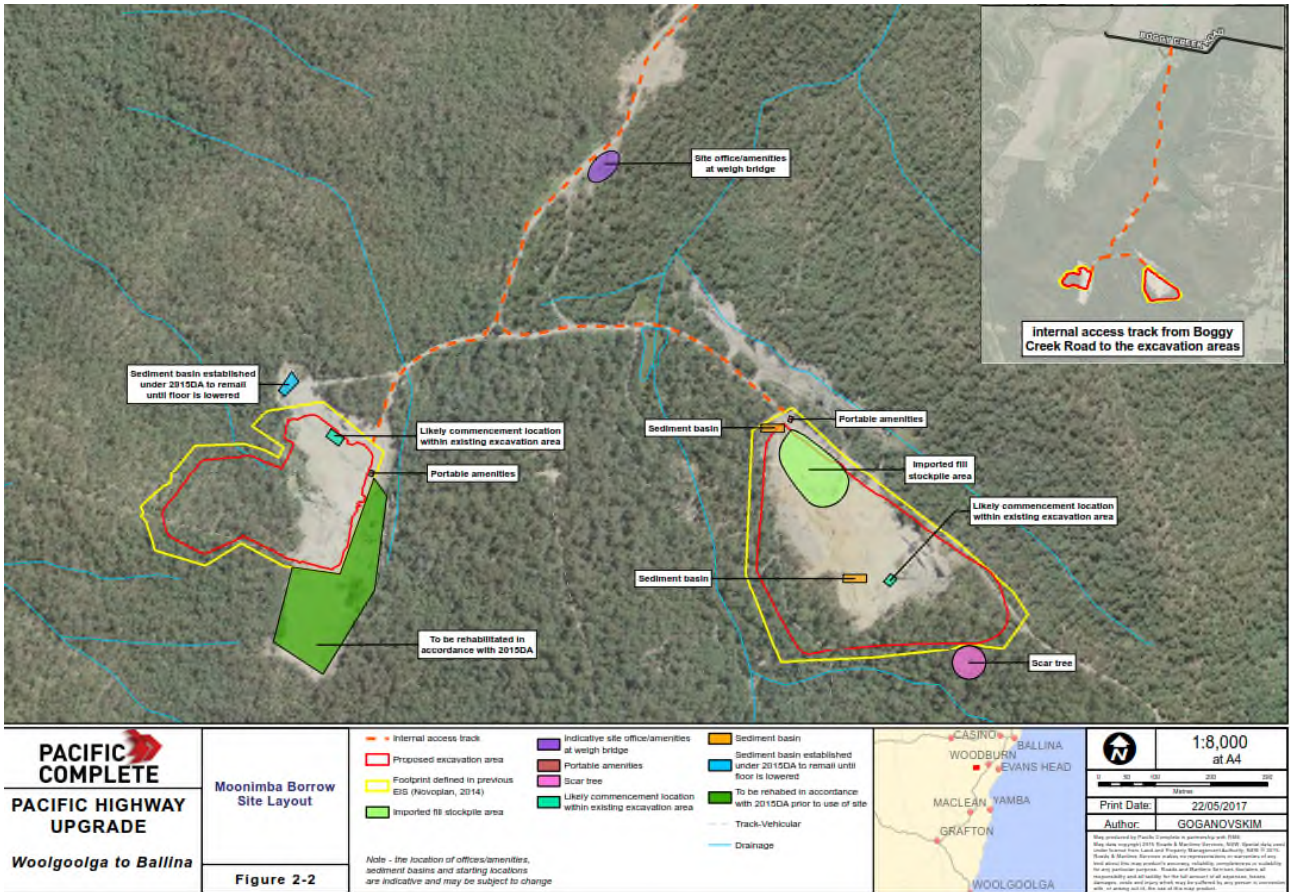 BOGGY CREEK ROAD
internal access track from Boggy
Creek Road to the excavation areas
Site office/amenities
at weigh bridge
Sediment basin established
under 2015DA to remail
until floor is lowered
Likely commencement location
within existing excavation area
Portable amenities
Sediment basin
Portable amenities
Imported fill
stockpile area
Likely commencement location
within existing excavation area
Sediment basin
To be rehabilitated in
accordance with 2015DA
Scar tree
PACIFIC
COMPLETE
PACIFIC HIGHWAY
UPGRADE
Woolgoolga to Ballina
Moonimba Borrow
Site Layout
Figure 2-2
Internal access track
Proposed excavation area
Footprint defined in previous
EIS (Novoplan, 2014)
Imported fill stockpile area
Indicative site office/amenities
at weigh bridge
Portable amenities
Scar tree
Likely commencement location
within existing excavation area
Sediment basin
Sediment basin established
under 2015DA to remail until
floor is lowered
To be rehabed in accordance
with 2015DA prior to use of site
Track-Vehicular
Drainage
Note - the location of offices/amenities,
sediment basins and starting locations
are indicative and may be subject to change
CASINO
BALLINA
WOODBURN
EVANS HEAD
MACLEAN
YAMBA
GRAFTON
WOOLGOOLGA
N
1:8,000
at A4
0 50 100 200 300
Metres
Print Date: 22/05/2017
Author: GOGANOVSKIM